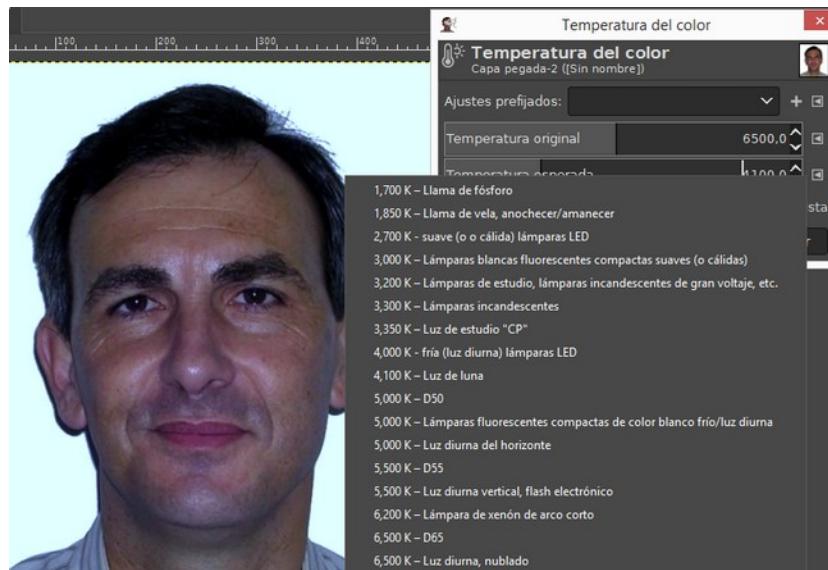 Temperatura del color
100 200 300 400
Temperatura del color
Capa pegada-2 ([Sin nombre])
Ajustes prefijados:
Temperatura original 6500,0
Temperatura esperada 4100,0
1,700 K – Llama de fósforo
sta
1,850 K – Llama de vela, anochecer/amanecer
2,700 K - suave (o o cálida) lámparas LED
r
3,000 K – Lámparas blancas fluorescentes compactas suaves (o cálidas)
3,200 K – Lámparas de estudio, lámparas incandescentes de gran voltaje, etc.
3,300 K – Lámparas incandescentes
3,350 K – Luz de estudio "CP"
4,000 K - fría (luz diurna) lámparas LED
4,100 K – Luz de luna
5,000 K – D50
5,000 K – Lámparas fluorescentes compactas de color blanco frío/luz diurna
5,000 K – Luz diurna del horizonte
5,500 K – D55
5,500 K – Luz diurna vertical, flash electrónico
6,200 K – Lámpara de xenón de arco corto
6,500 K – D65
6,500 K – Luz diurna, nublado